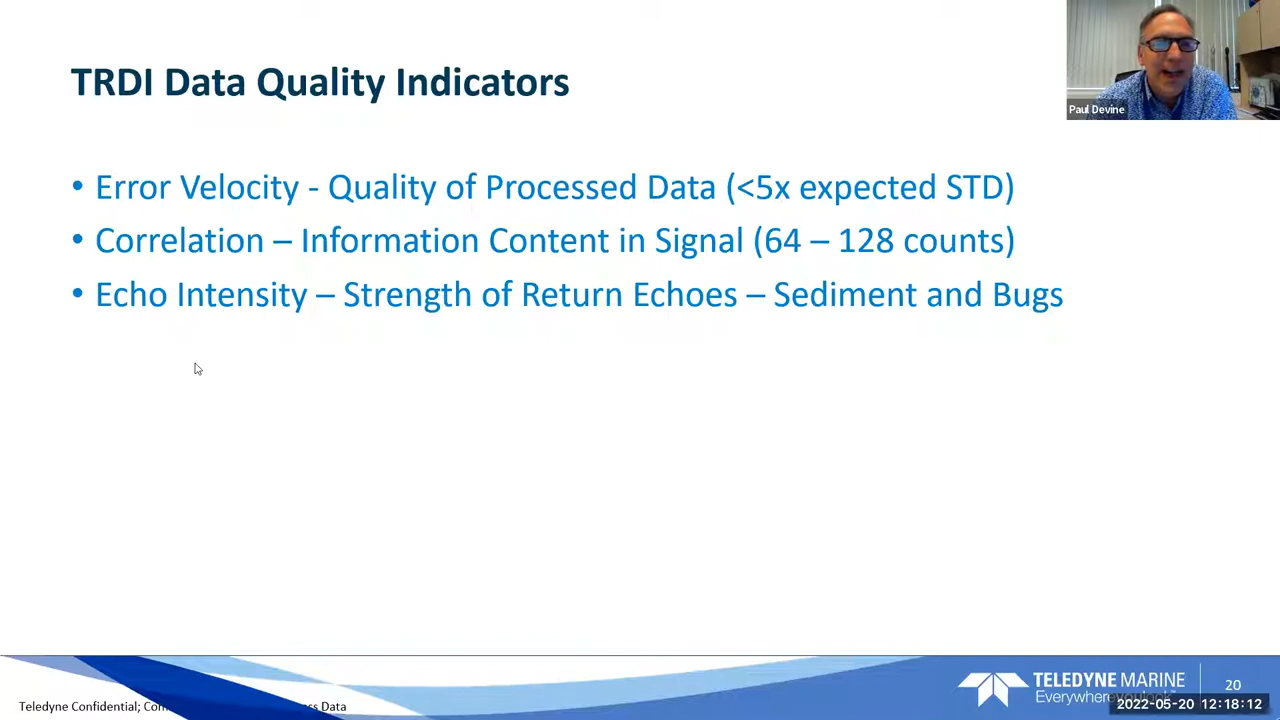 TRDI Data Quality Indicators
Paul Devine
• Error Velocity - Quality of Processed Data (<5x expected STD)
• Correlation – Information Content in Signal (64 – 128 counts)
• Echo Intensity – Strength of Return Echoes – Sediment and Bugs
TELEDYNE MARINE
20
2022-05-20 12:18:12
Teledyne Confidential; Data